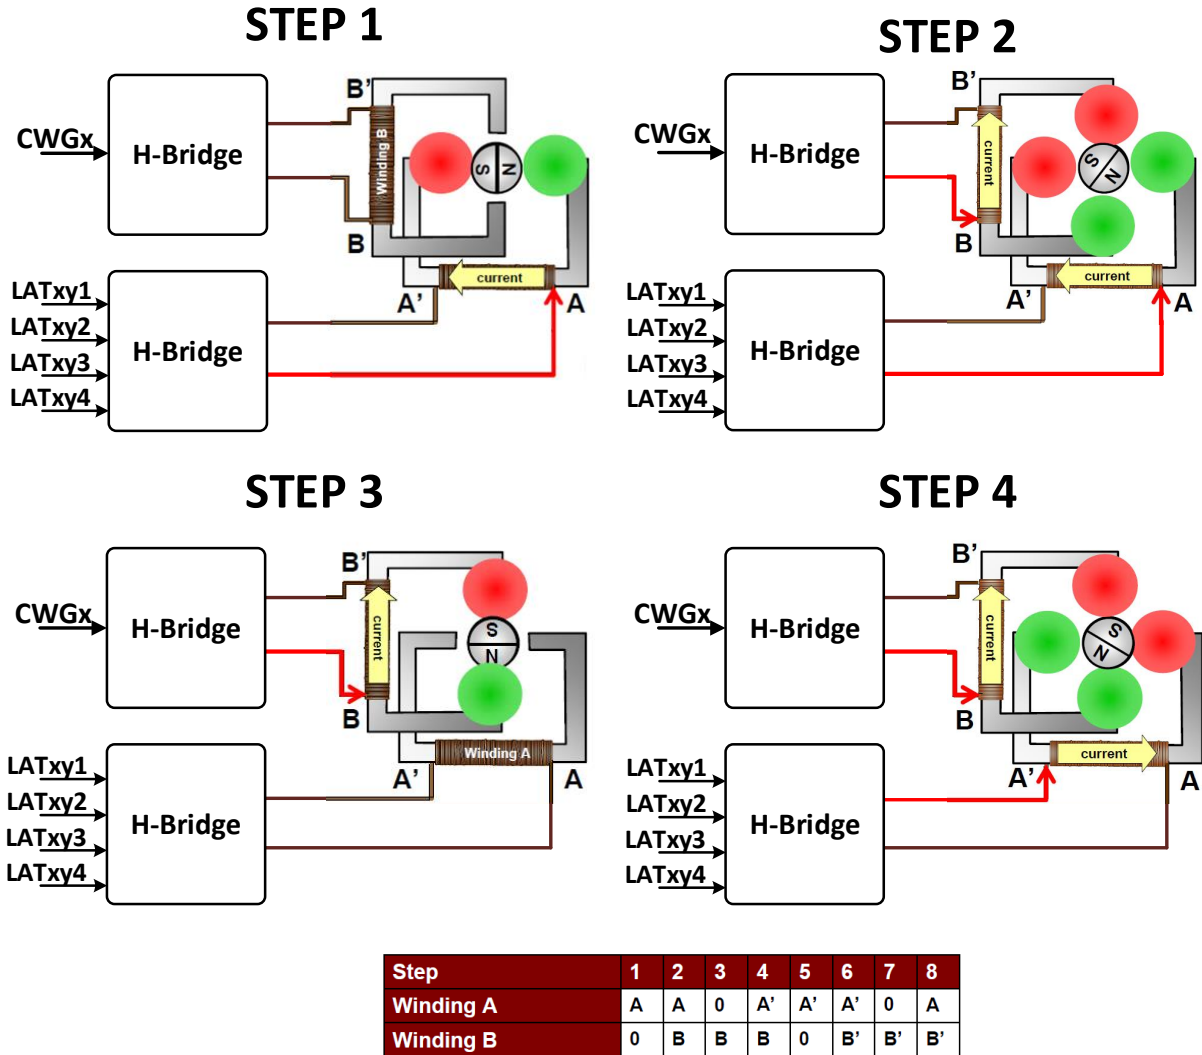 STEP 1
B'
CWGx
H-Bridge
Winding B
S N
B
current
A'
A
LATxy1
LATxy2
LATxy3
LATxy4
H-Bridge
STEP 2
B'
CWGx
H-Bridge
current
S N
B
current
A'
A
LATxy1
LATxy2
LATxy3
LATxy4
H-Bridge
STEP 3
B'
CWGx
H-Bridge
current
S
N
B
Winding A
A'
A
LATxy1
LATxy2
LATxy3
LATxy4
H-Bridge
STEP 4
B'
CWGx
H-Bridge
current
S
N
B
current
A'
A
LATxy1
LATxy2
LATxy3
LATxy4
H-Bridge
Step 1 2 3 4 5 6 7 8
Winding A A A 0 A' A' A' 0 A
Winding B 0 B B B 0 B' B' B'